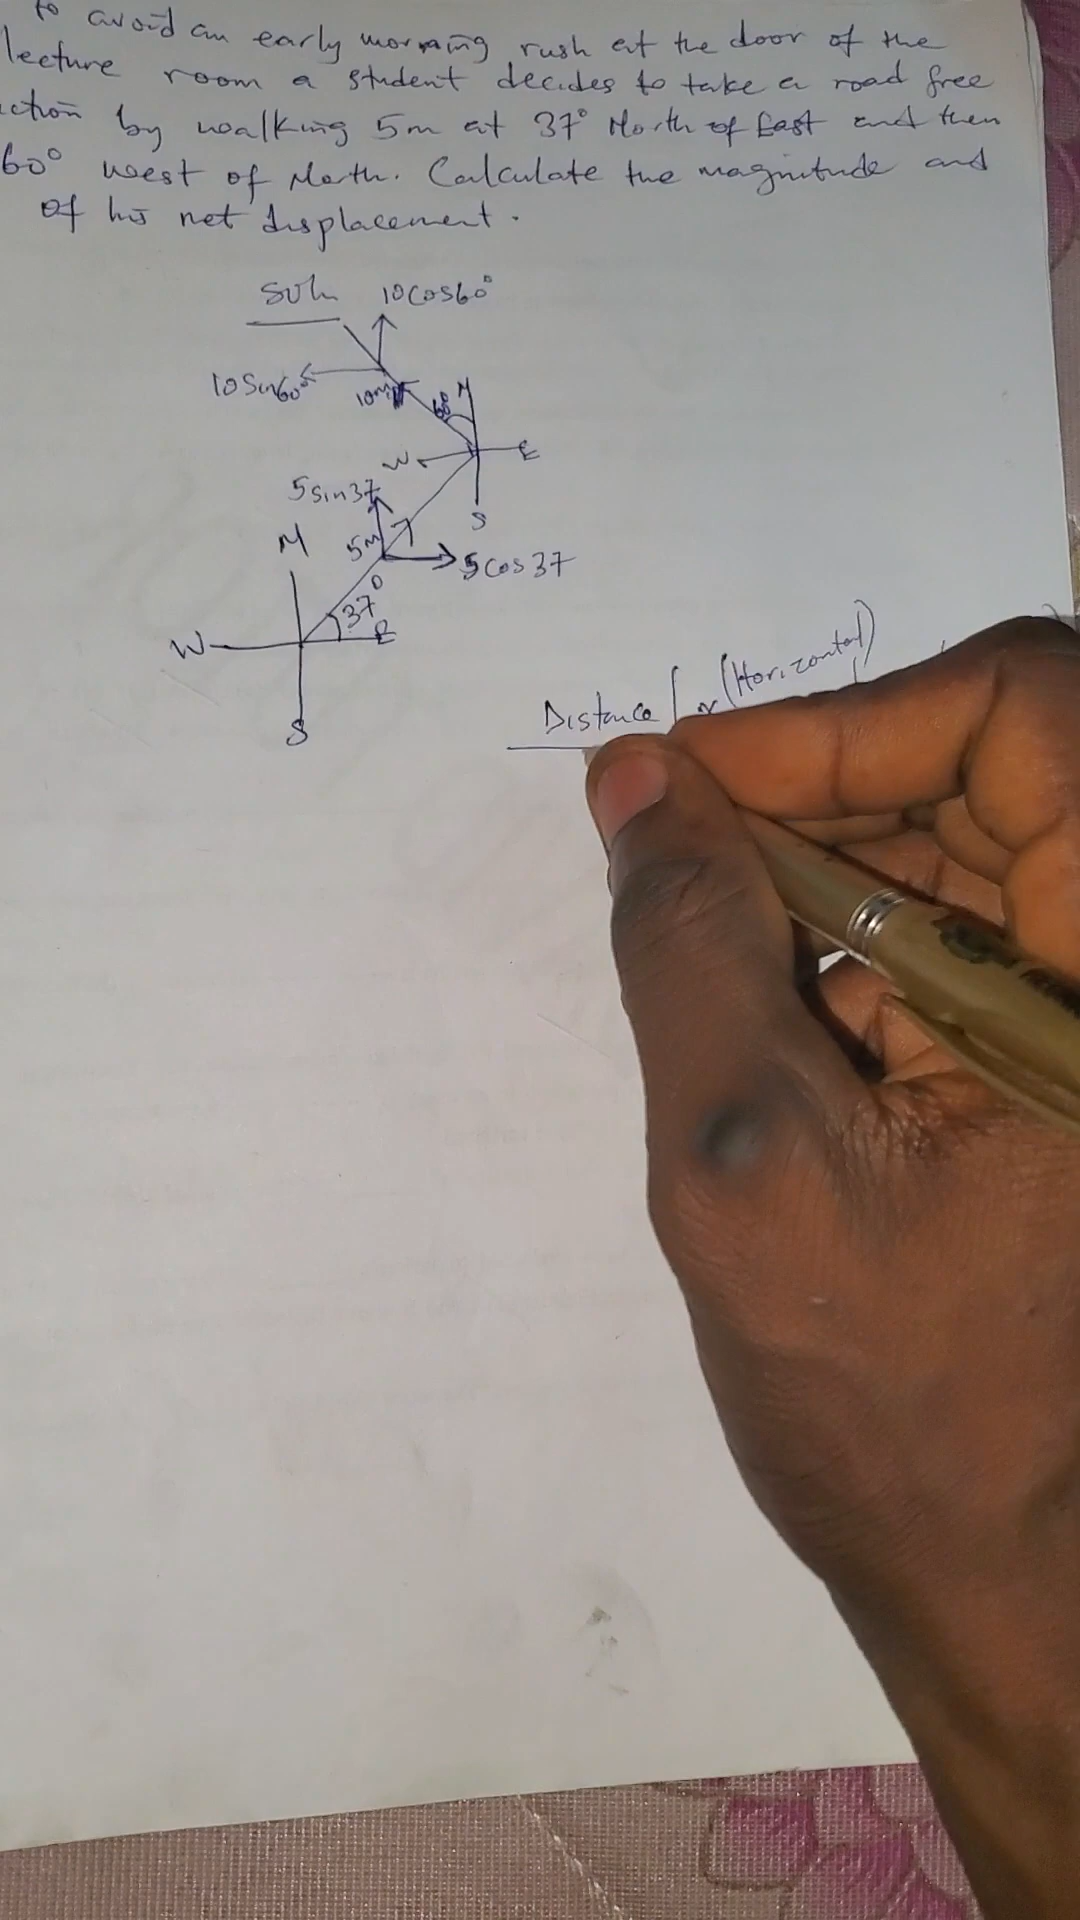 to avoid an early morning rush at the door of the
lecture room a student decides to take a road free
ction by walking 5m at 37° North of East and then
60° west of North. Calculate the magnitude and
of his net displacement.
soln 10cos60°
10Sin60° 10m 60° N
W E
5sin37 S
N 5m 5cos37
37°
W E
S
Distance x (Horizontal)